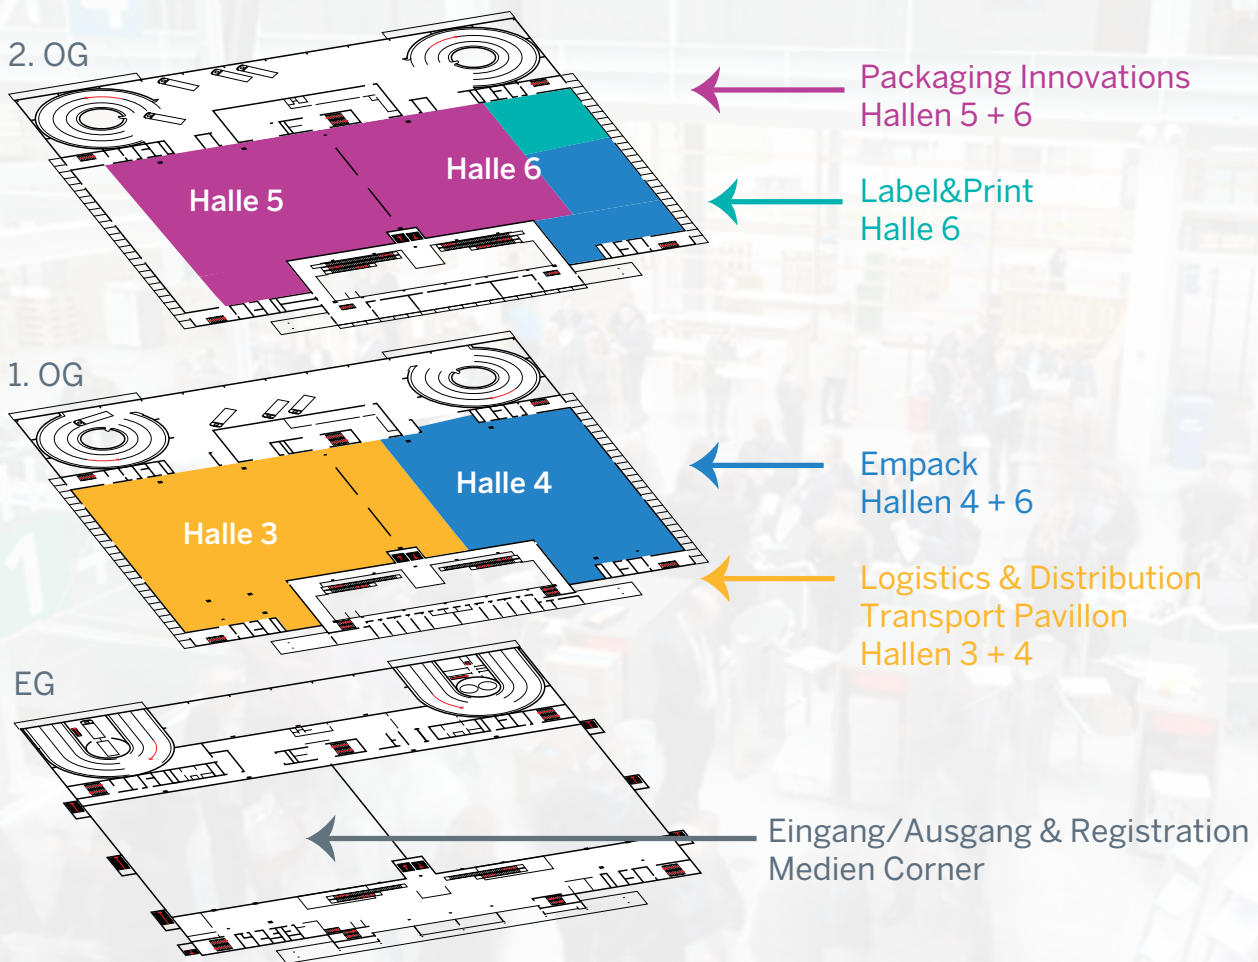 2. OG
Packaging Innovations
Hallen 5 + 6
Halle 6
Halle 5
Label&Print
Halle 6
1. OG
Halle 4
Empack
Hallen 4 + 6
Halle 3
Logistics & Distribution
Transport Pavillon
Hallen 3 + 4
EG
Eingang/Ausgang & Registration
Medien Corner
4
1